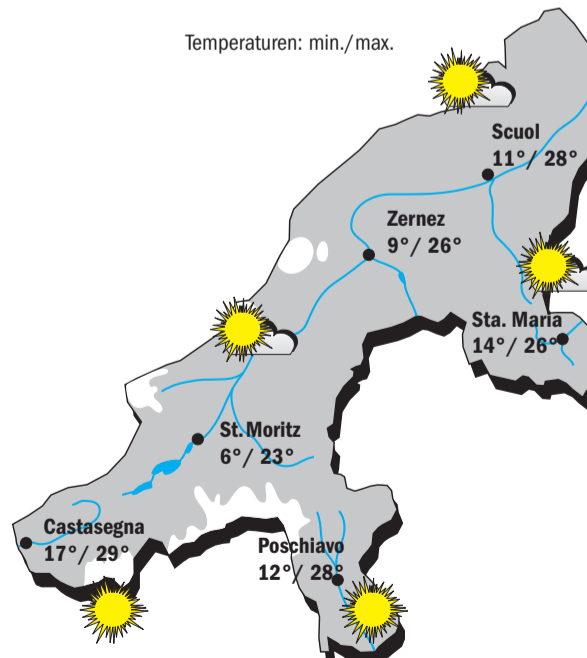 Temperaturen: min./max.
Scuol
11°/ 28°
Zernez
9°/ 26°
Sta. Maria
14°/ 26°
St. Moritz
6°/ 23°
Castasegna
17°/ 29°
Poschiavo
12°/ 28°